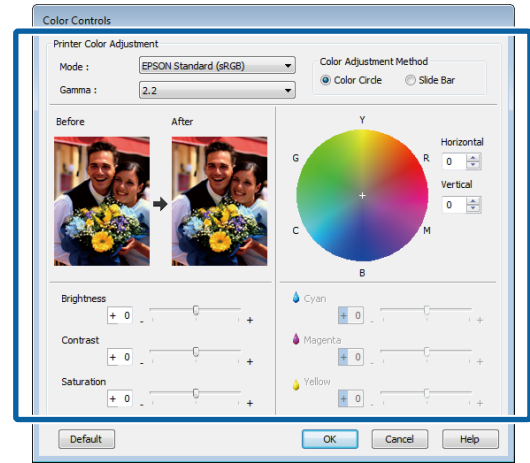 Color Controls
Printer Color Adjustment
Mode : EPSON Standard (sRGB)
Gamma : 2.2
Color Adjustment Method
Color Circle Slide Bar
Before After
Y
G R
C M
B
Horizontal
0
Vertical
0
Brightness
+ 0 - +
Contrast
+ 0 - +
Saturation
+ 0 - +
Cyan
+ 0 - +
Magenta
+ 0 - +
Yellow
+ 0 - +
Default OK Cancel Help